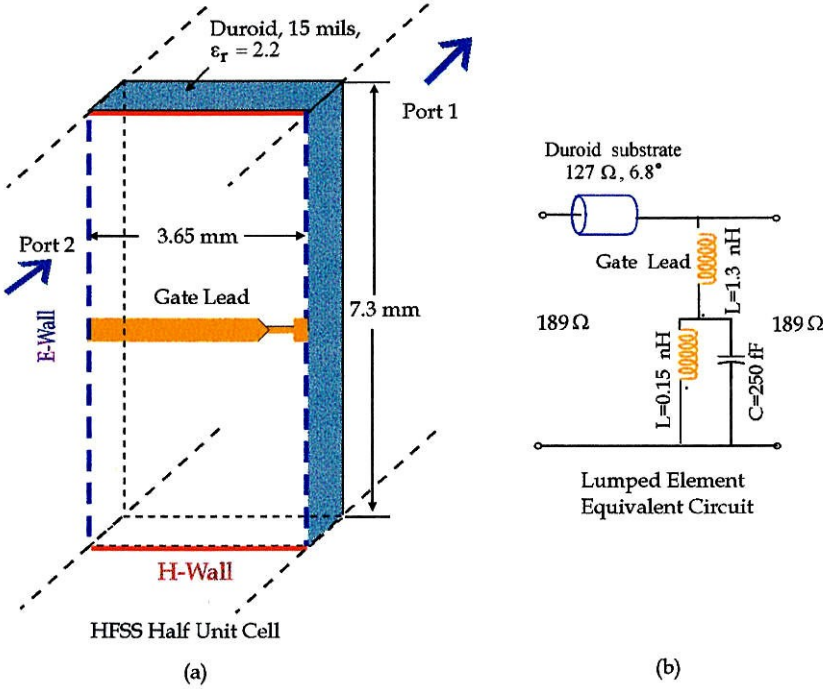 Duroid, 15 mils,
εr = 2.2
Port 1
Port 2
3.65 mm
Gate Lead
7.3 mm
E-Wall
H-Wall
HFSS Half Unit Cell
(a)
Duroid substrate
127 Ω, 6.8°
Gate Lead
L=1.3 nH
189 Ω
189 Ω
L=0.15 nH
C=250 fF
Lumped Element
Equivalent Circuit
(b)